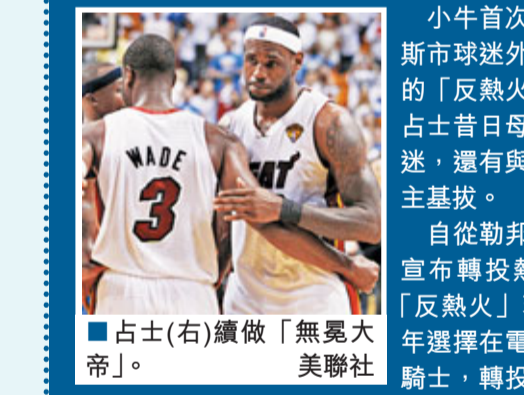 WADE
3
EAT
■占士(右)續做「無冕大
帝」。 美聯社
小牛首次
斯市球迷外
的「反熱火
占士昔日母
迷，還有與
主基拔。
自從勒邦
宣布轉投熱
「反熱火」
年選擇在電
騎士，轉投